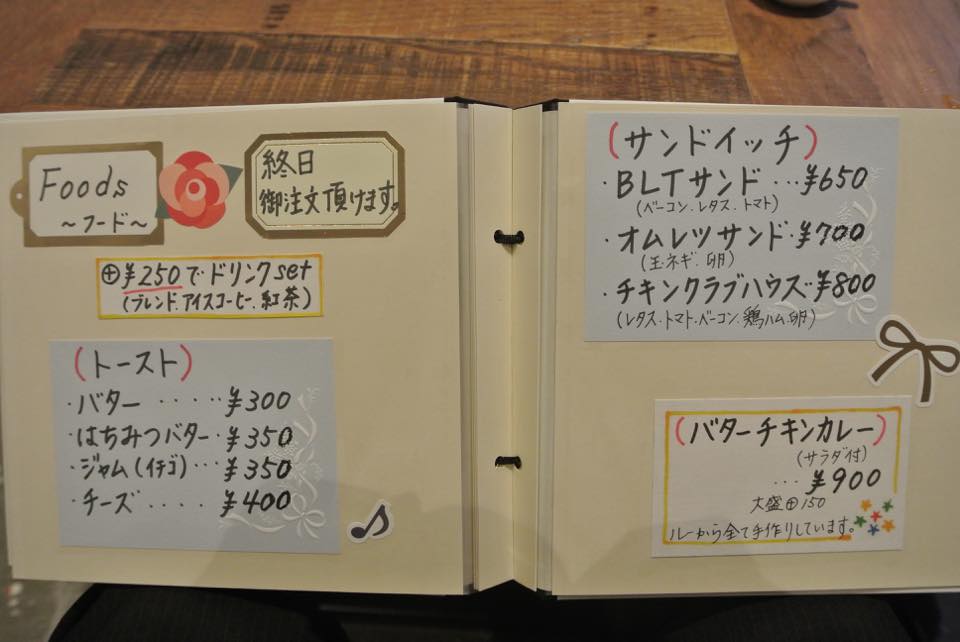 Foods
～フード～
終日
御注文頂けます。
⊕¥250でドリンクset
(ブレンド.アイスコーヒー.紅茶)
(トースト)
・バター ‥‥‥ ¥300
・はちみつバター・¥350
・ジャム(イチゴ)…¥350
・チーズ ‥‥ ¥400
(サンドイッチ)
・BLTサンド …¥650
(ベーコン.レタス.トマト)
・オムレツサンド・¥700
(玉ネギ.卵)
・チキンクラブハウス・¥800
(レタス.トマト.ベーコン.鶏ハム.卵)
(バターチキンカレー)
(サラダ付)
…¥900
大盛⊕150
ルーから全て手作りしています。